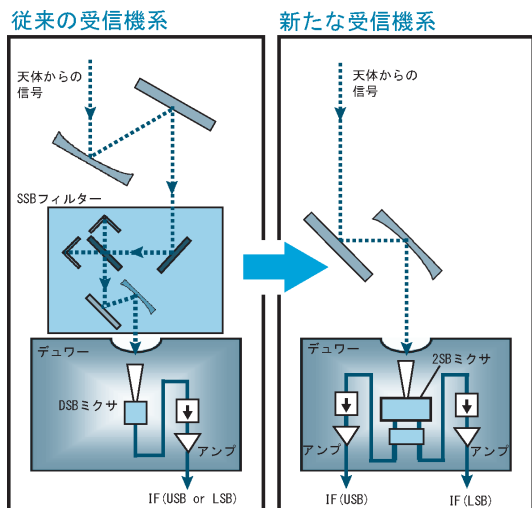 従来の受信機系
天体からの
信号
SSBフィルター
デュワー
DSBミクサ
アンプ
IF(USB or LSB)
新たな受信機系
天体からの
信号
デュワー
2SBミクサ
アンプ
アンプ
IF(USB)
IF(LSB)